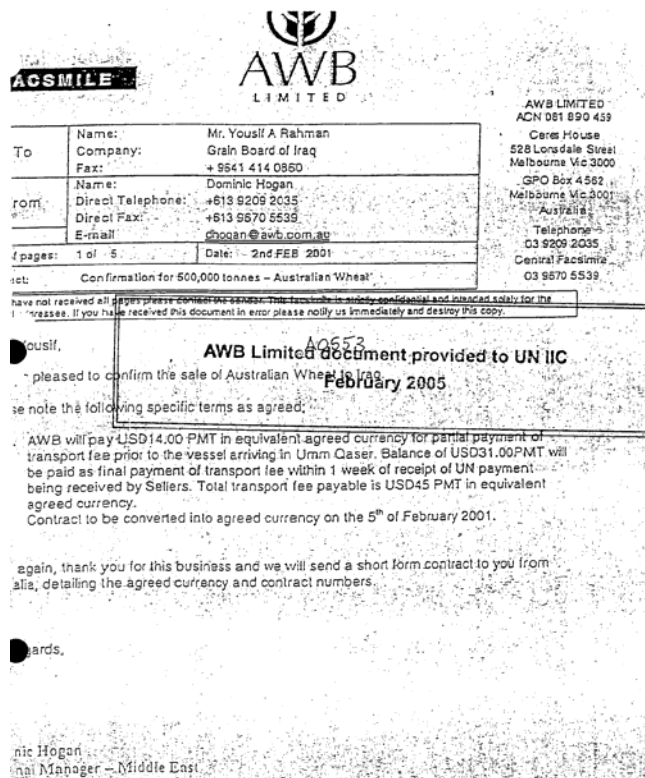 AWB
LIMITED
ACSMILE
AWB LIMITED
ACN 081 890 459
Ceres House
528 Lonsdale Street
Melbourne Vic 3000
GPO Box 4562
Melbourne Vic 3001
Australia
Telephone
03 9209 2035
Central Facsimile
03 9670 5539
To
Name: Mr. Yousif A Rahman
Company: Grain Board of Iraq
Fax: + 9641 414 0860
rom
Name: Dominic Hogan
Direct Telephone: +613 9209 2035
Direct Fax: +613 9670 5539
E-mail dhogan@awb.com.au
f pages: 1 of 5 Date: 2nd FEB 2001
ect: Confirmation for 500,000 tonnes – Australian Wheat
have not received all pages please contact the sender. This facsimile is strictly confidential and intended solely for the
ressee. If you have received this document in error please notify us immediately and destroy this copy.
A0553
AWB Limited document provided to UN IIC
February 2005
ousif,
pleased to confirm the sale of Australian Wheat to Iraq
se note the following specific terms as agreed;
AWB will pay USD14.00 PMT in equivalent agreed currency for partial payment of
transport fee prior to the vessel arriving in Umm Qaser. Balance of USD31.00PMT will
be paid as final payment of transport fee within 1 week of receipt of UN payment
being received by Sellers. Total transport fee payable is USD45 PMT in equivalent
agreed currency.
Contract to be converted into agreed currency on the 5th of February 2001.
again, thank you for this business and we will send a short form contract to you from
alia, detailing the agreed currency and contract numbers.
gards,
nic Hogan
nal Manager – Middle East